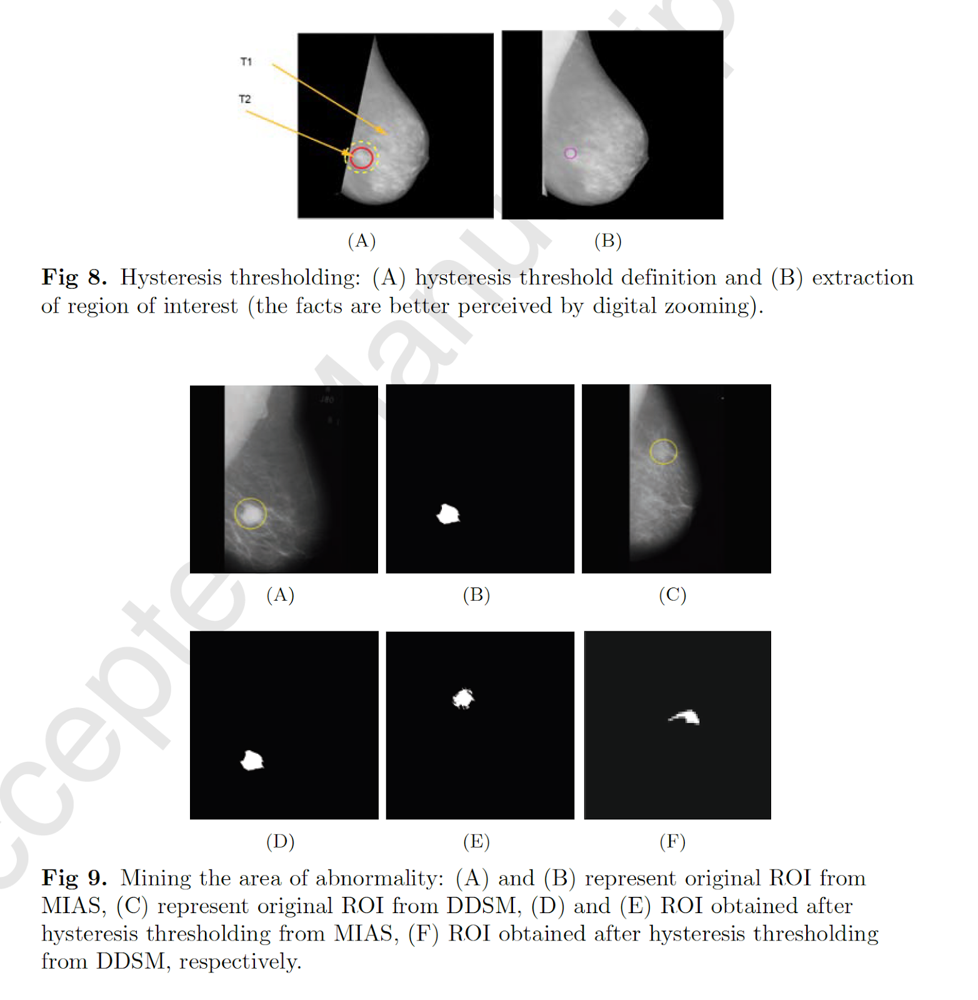 T1
T2
(A)
(B)
Fig 8. Hysteresis thresholding: (A) hysteresis threshold definition and (B) extraction
of region of interest (the facts are better perceived by digital zooming).
(A)
(B)
(C)
(D)
(E)
(F)
Fig 9. Mining the area of abnormality: (A) and (B) represent original ROI from
MIAS, (C) represent original ROI from DDSM, (D) and (E) ROI obtained after
hysteresis thresholding from MIAS, (F) ROI obtained after hysteresis thresholding
from DDSM, respectively.